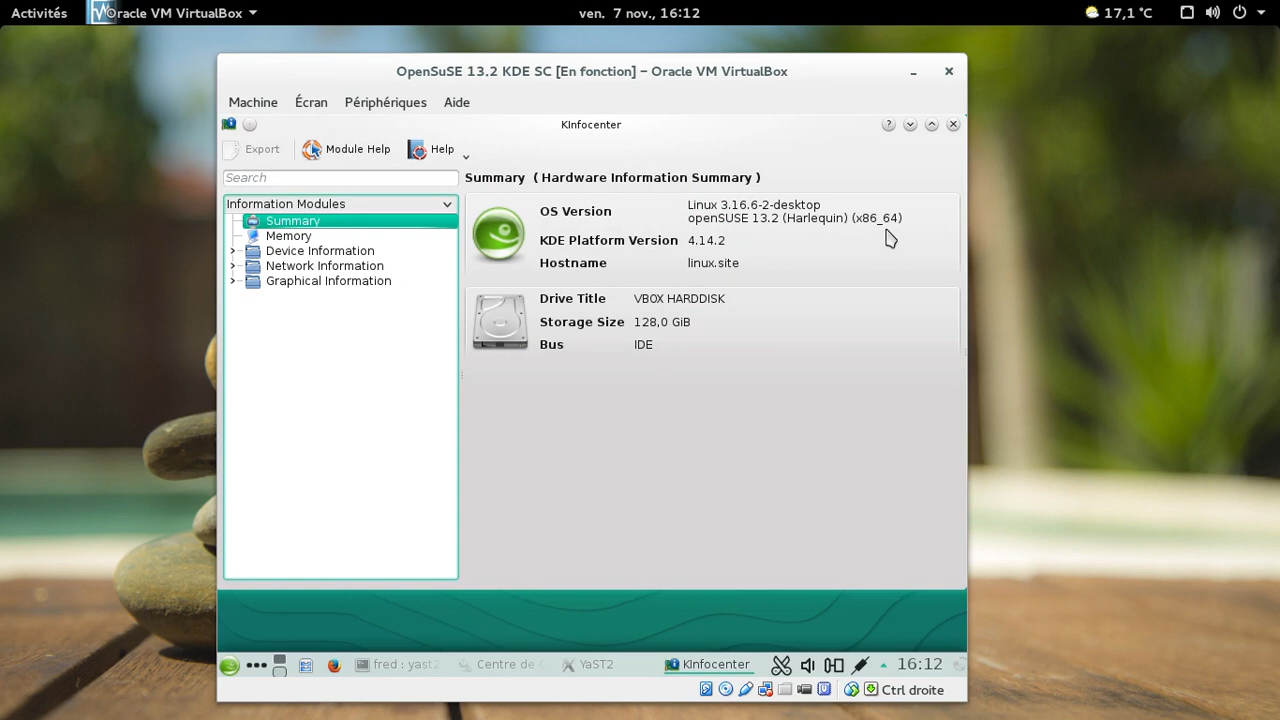 Activités
Oracle VM VirtualBox
ven. 7 nov., 16:12
17,1 °C
OpenSuSE 13.2 KDE SC [En fonction] – Oracle VM VirtualBox
Machine Écran Périphériques Aide
KInfocenter
Export Module Help Help
Search
Information Modules
Summary
Memory
Device Information
Network Information
Graphical Information
Summary ( Hardware Information Summary )
OS Version Linux 3.16.6-2-desktop
openSUSE 13.2 (Harlequin) (x86_64)
KDE Platform Version 4.14.2
Hostname linux.site
Drive Title VBOX HARDDISK
Storage Size 128,0 GiB
Bus IDE
fred : yast2 Centre de YaST2 KInfocenter 16:12
Ctrl droite